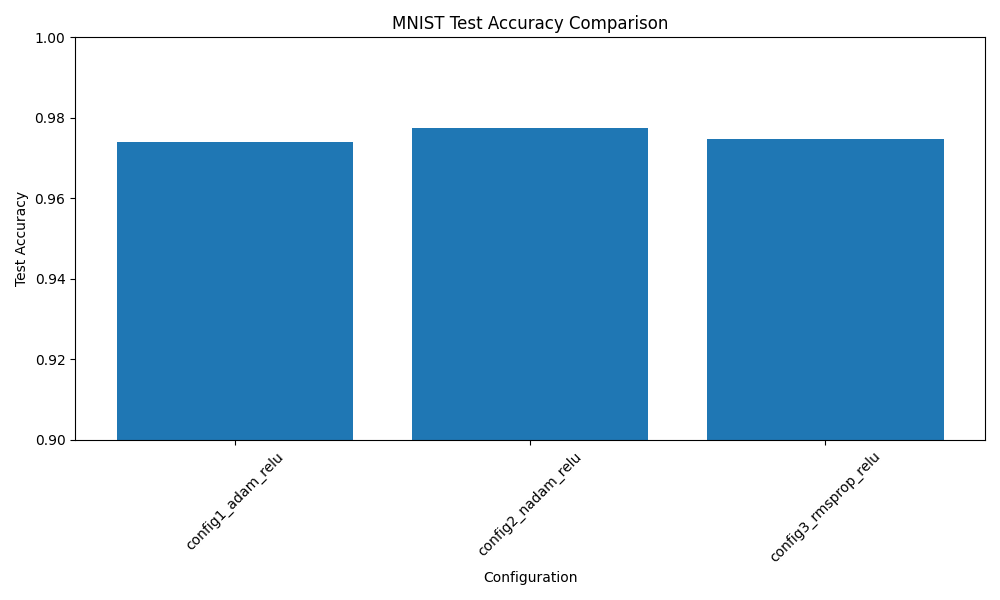 MNIST Test Accuracy Comparison
1.00
0.98
0.96
0.94
0.92
0.90
Test Accuracy
config1_adam_relu
config2_nadam_relu
config3_rmsprop_relu
Configuration